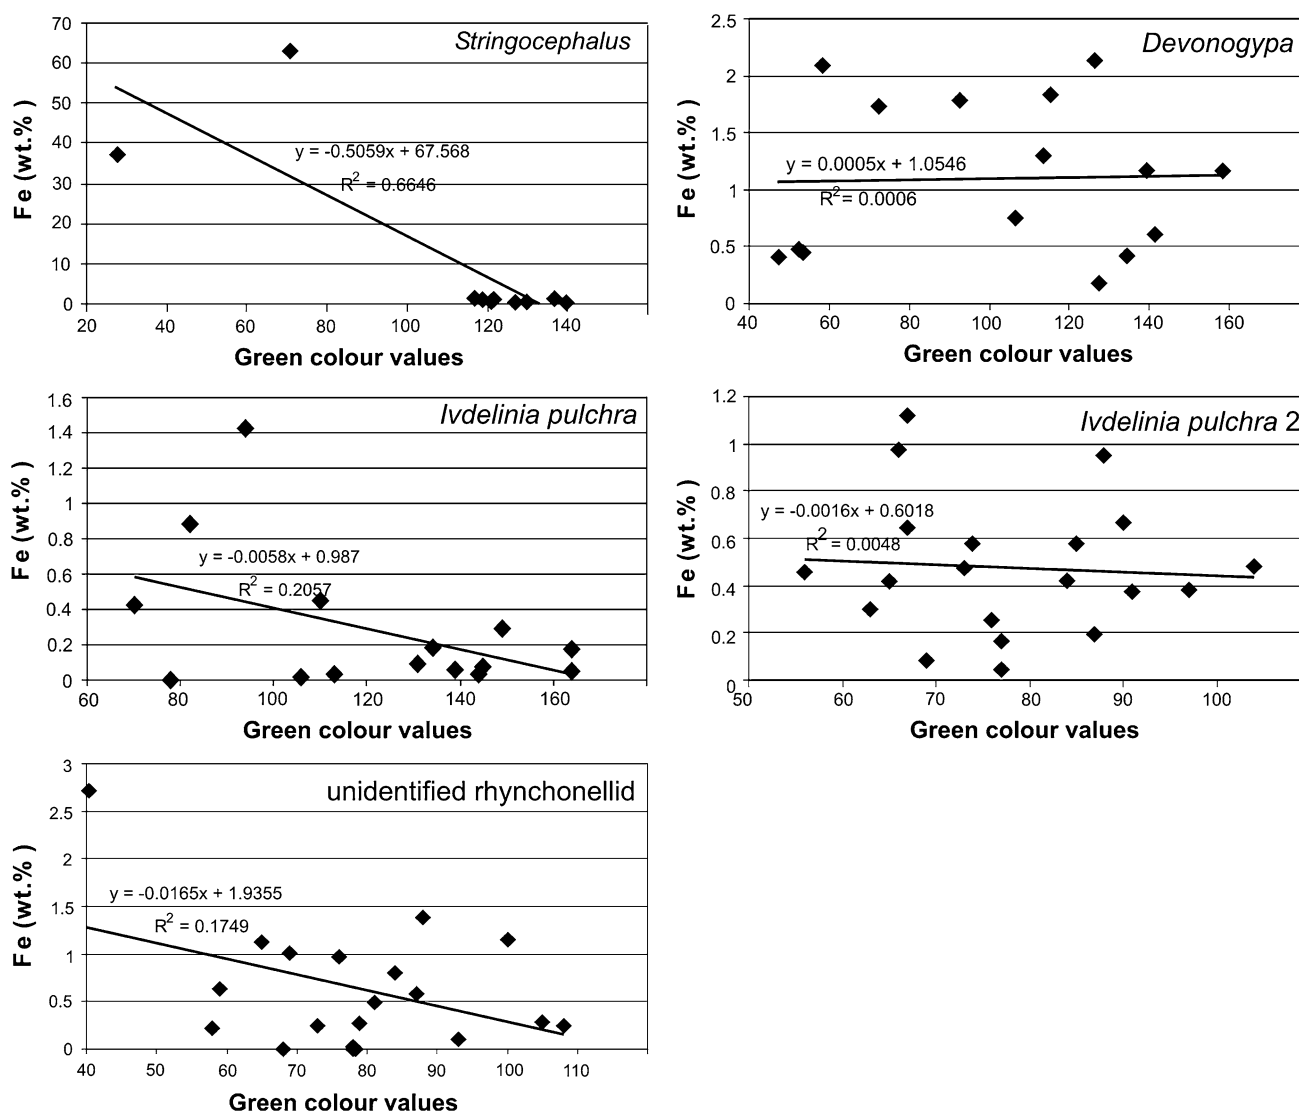 Stringocephalus
Fe (wt.%)
70
60
50
40
30
20
10
0
y = -0.5059x + 67.568
R2 = 0.6646
20 40 60 80 100 120 140
Green colour values
Devonogypa
Fe (wt.%)
2.5
2
1.5
1
0.5
0
y = 0.0005x + 1.0546
R2= 0.0006
40 60 80 100 120 140 160
Green colour values
Ivdelinia pulchra
Fe (wt.%)
1.6
1.4
1.2
1
0.8
0.6
0.4
0.2
0
y = -0.0058x + 0.987
R2 = 0.2057
60 80 100 120 140 160
Green colour values
Ivdelinia pulchra 2
Fe (wt.%)
1.2
1
0.8
0.6
0.4
0.2
0
y = -0.0016x + 0.6018
R2 = 0.0048
50 60 70 80 90 100
Green colour values
unidentified rhynchonellid
Fe (wt.%)
3
2.5
2
1.5
1
0.5
0
y = -0.0165x + 1.9355
R2 = 0.1749
40 50 60 70 80 90 100 110
Green colour values